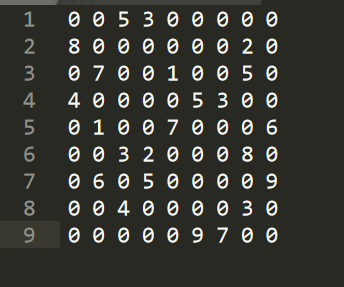 1 0 0 5 3 0 0 0 0 0
2 8 0 0 0 0 0 0 2 0
3 0 7 0 0 1 0 0 5 0
4 4 0 0 0 0 5 3 0 0
5 0 1 0 0 7 0 0 0 6
6 0 0 3 2 0 0 0 8 0
7 0 6 0 5 0 0 0 0 9
8 0 0 4 0 0 0 0 3 0
9 0 0 0 0 0 9 7 0 0